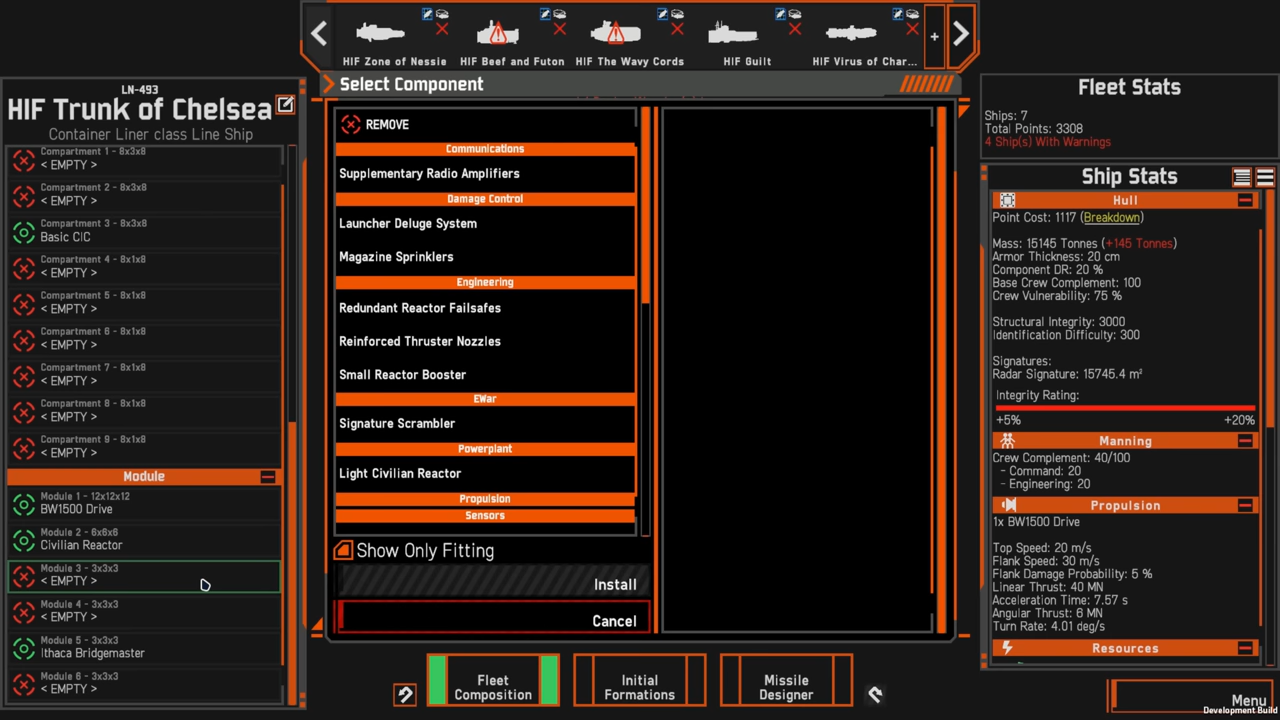 HIF Zone of Nessie
HIF Beef and Futon
HIF The Wavy Cords
HIF Guilt
HIF Virus of Char...
+
LN-493
HIF Trunk of Chelsea
Container Liner class Line Ship
Compartment 1 - 8x3x8
< EMPTY >
Compartment 2 - 8x3x8
< EMPTY >
Compartment 3 - 8x3x8
Basic CIC
Compartment 4 - 8x1x8
< EMPTY >
Compartment 5 - 8x1x8
< EMPTY >
Compartment 6 - 8x1x8
< EMPTY >
Compartment 7 - 8x1x8
< EMPTY >
Compartment 8 - 8x1x8
< EMPTY >
Compartment 9 - 8x1x8
< EMPTY >
Module
Module 1 - 12x12x12
BW1500 Drive
Module 2 - 6x6x6
Civilian Reactor
Module 3 - 3x3x3
< EMPTY >
Module 4 - 3x3x3
< EMPTY >
Module 5 - 3x3x3
Ithaca Bridgemaster
Module 6 - 3x3x3
< EMPTY >
Select Component
REMOVE
Communications
Supplementary Radio Amplifiers
Damage Control
Launcher Deluge System
Magazine Sprinklers
Engineering
Redundant Reactor Failsafes
Reinforced Thruster Nozzles
Small Reactor Booster
EWar
Signature Scrambler
Powerplant
Light Civilian Reactor
Propulsion
Sensors
Show Only Fitting
Install
Cancel
Fleet Composition
Initial Formations
Missile Designer
Fleet Stats
Ships: 7
Total Points: 3308
4 Ship(s) With Warnings
Ship Stats
Hull
Point Cost: 1117 (Breakdown)
Mass: 15145 Tonnes (+145 Tonnes)
Armor Thickness: 20 cm
Component DR: 20 %
Base Crew Complement: 100
Crew Vulnerability: 75 %
Structural Integrity: 3000
Identification Difficulty: 300
Signatures:
Radar Signature: 15745.4 m²
Integrity Rating:
+5% +20%
Manning
Crew Complement: 40/100
- Command: 20
- Engineering: 20
Propulsion
1x BW1500 Drive
Top Speed: 20 m/s
Flank Speed: 30 m/s
Flank Damage Probability: 5 %
Linear Thrust: 40 MN
Acceleration Time: 7.57 s
Angular Thrust: 6 MN
Turn Rate: 4.01 deg/s
Resources
Menu
Development Build